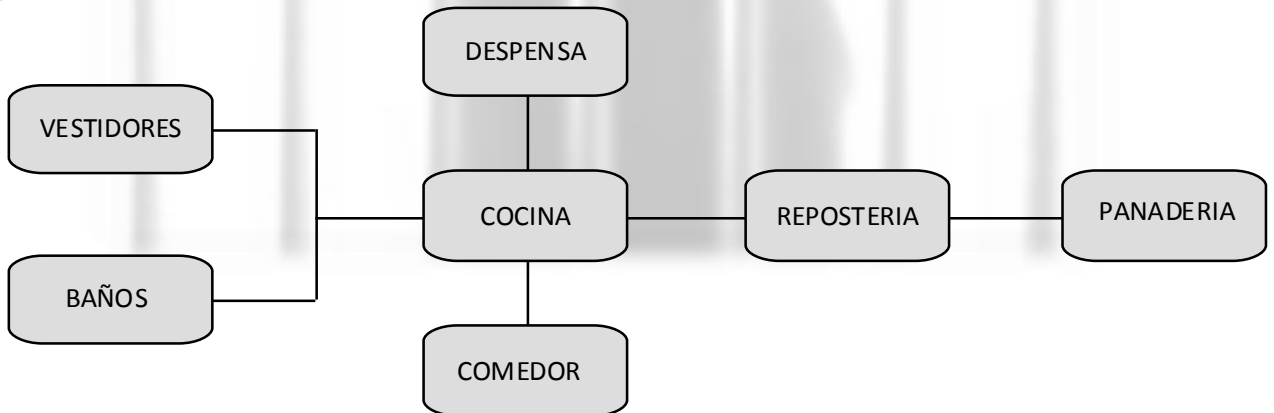 DESPENSA
VESTIDORES
COCINA
REPOSTERIA
PANADERIA
BAÑOS
COMEDOR